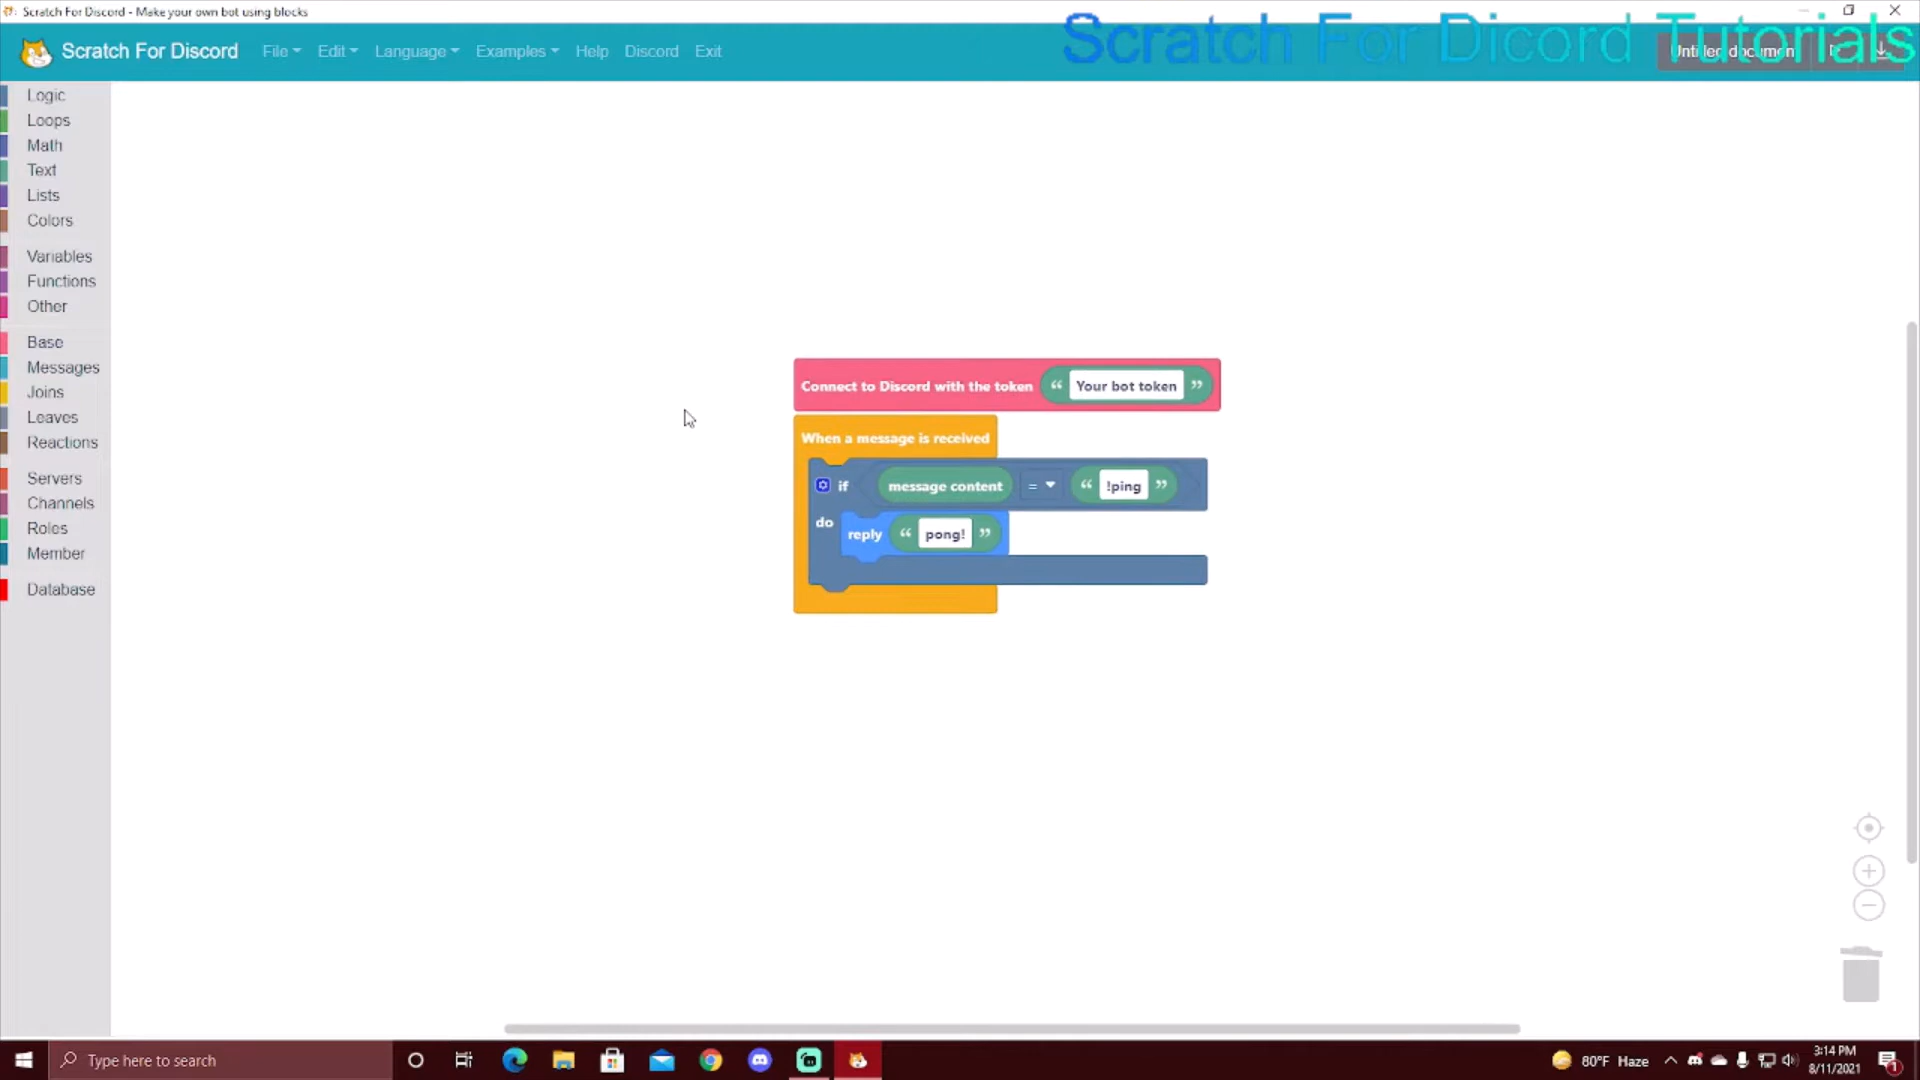 Scratch For Discord - Make your own bot using blocks
Scratch For Discord File Edit Language Examples Help Discord Exit
Scratch For Dicord Tutorials
Untitled documen
Logic
Loops
Math
Text
Lists
Colors
Variables
Functions
Other
Base
Messages
Joins
Leaves
Reactions
Servers
Channels
Roles
Member
Database
Connect to Discord with the token “ Your bot token ”
When a message is received
if message content = “ !ping ”
do reply “ pong! ”
Type here to search
80°F Haze
3:14 PM
8/11/2021
1